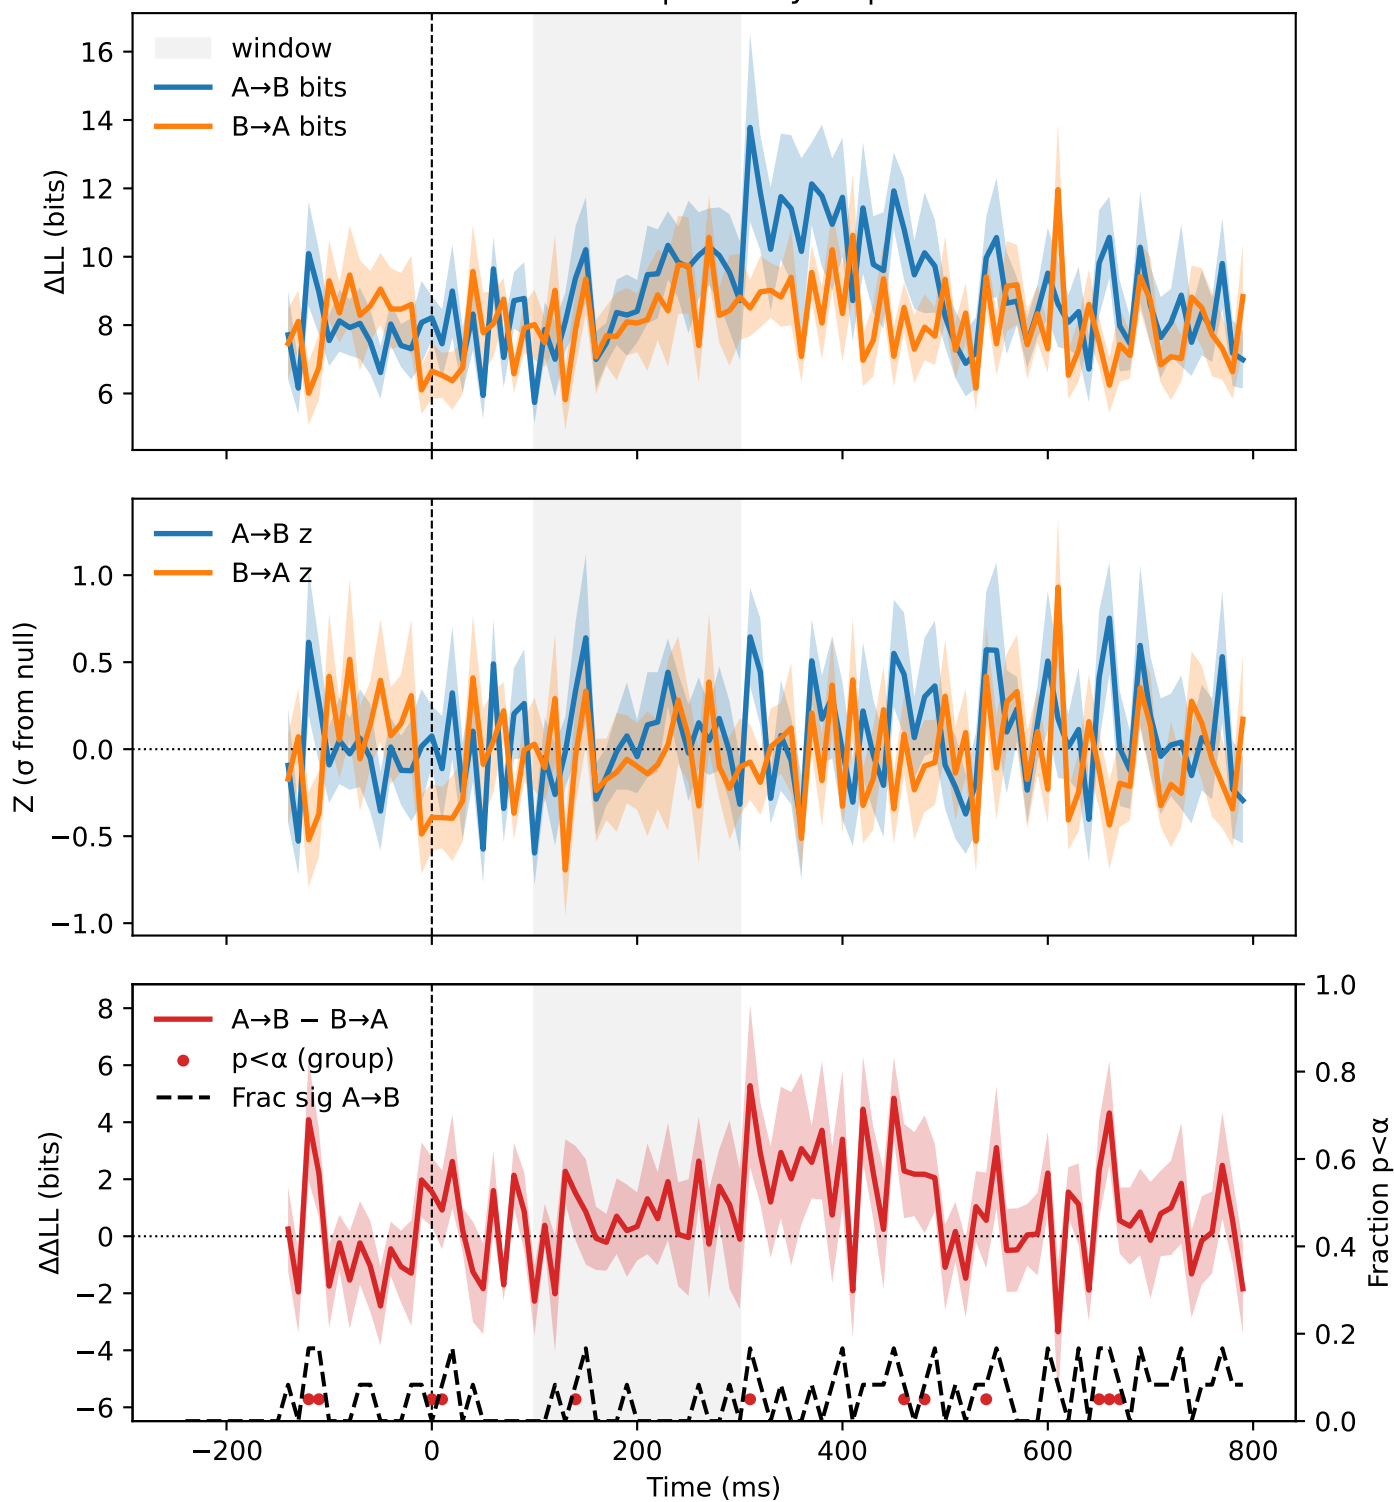 window
A→B bits
B→A bits
16
14
12
10
8
6
ΔLL (bits)
A→B z
B→A z
1.0
0.5
0.0
−0.5
−1.0
Z (σ from null)
A→B − B→A
p<α (group)
Frac sig A→B
8
6
4
2
0
−2
−4
−6
ΔΔLL (bits)
1.0
0.8
0.6
0.4
0.2
0.0
Fraction p<α
−200 0 200 400 600 800
Time (ms)